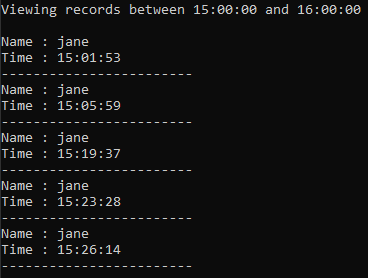 Viewing records between 15:00:00 and 16:00:00
Name : jane
Time : 15:01:53
------------------------
Name : jane
Time : 15:05:59
------------------------
Name : jane
Time : 15:19:37
------------------------
Name : jane
Time : 15:23:28
------------------------
Name : jane
Time : 15:26:14
------------------------